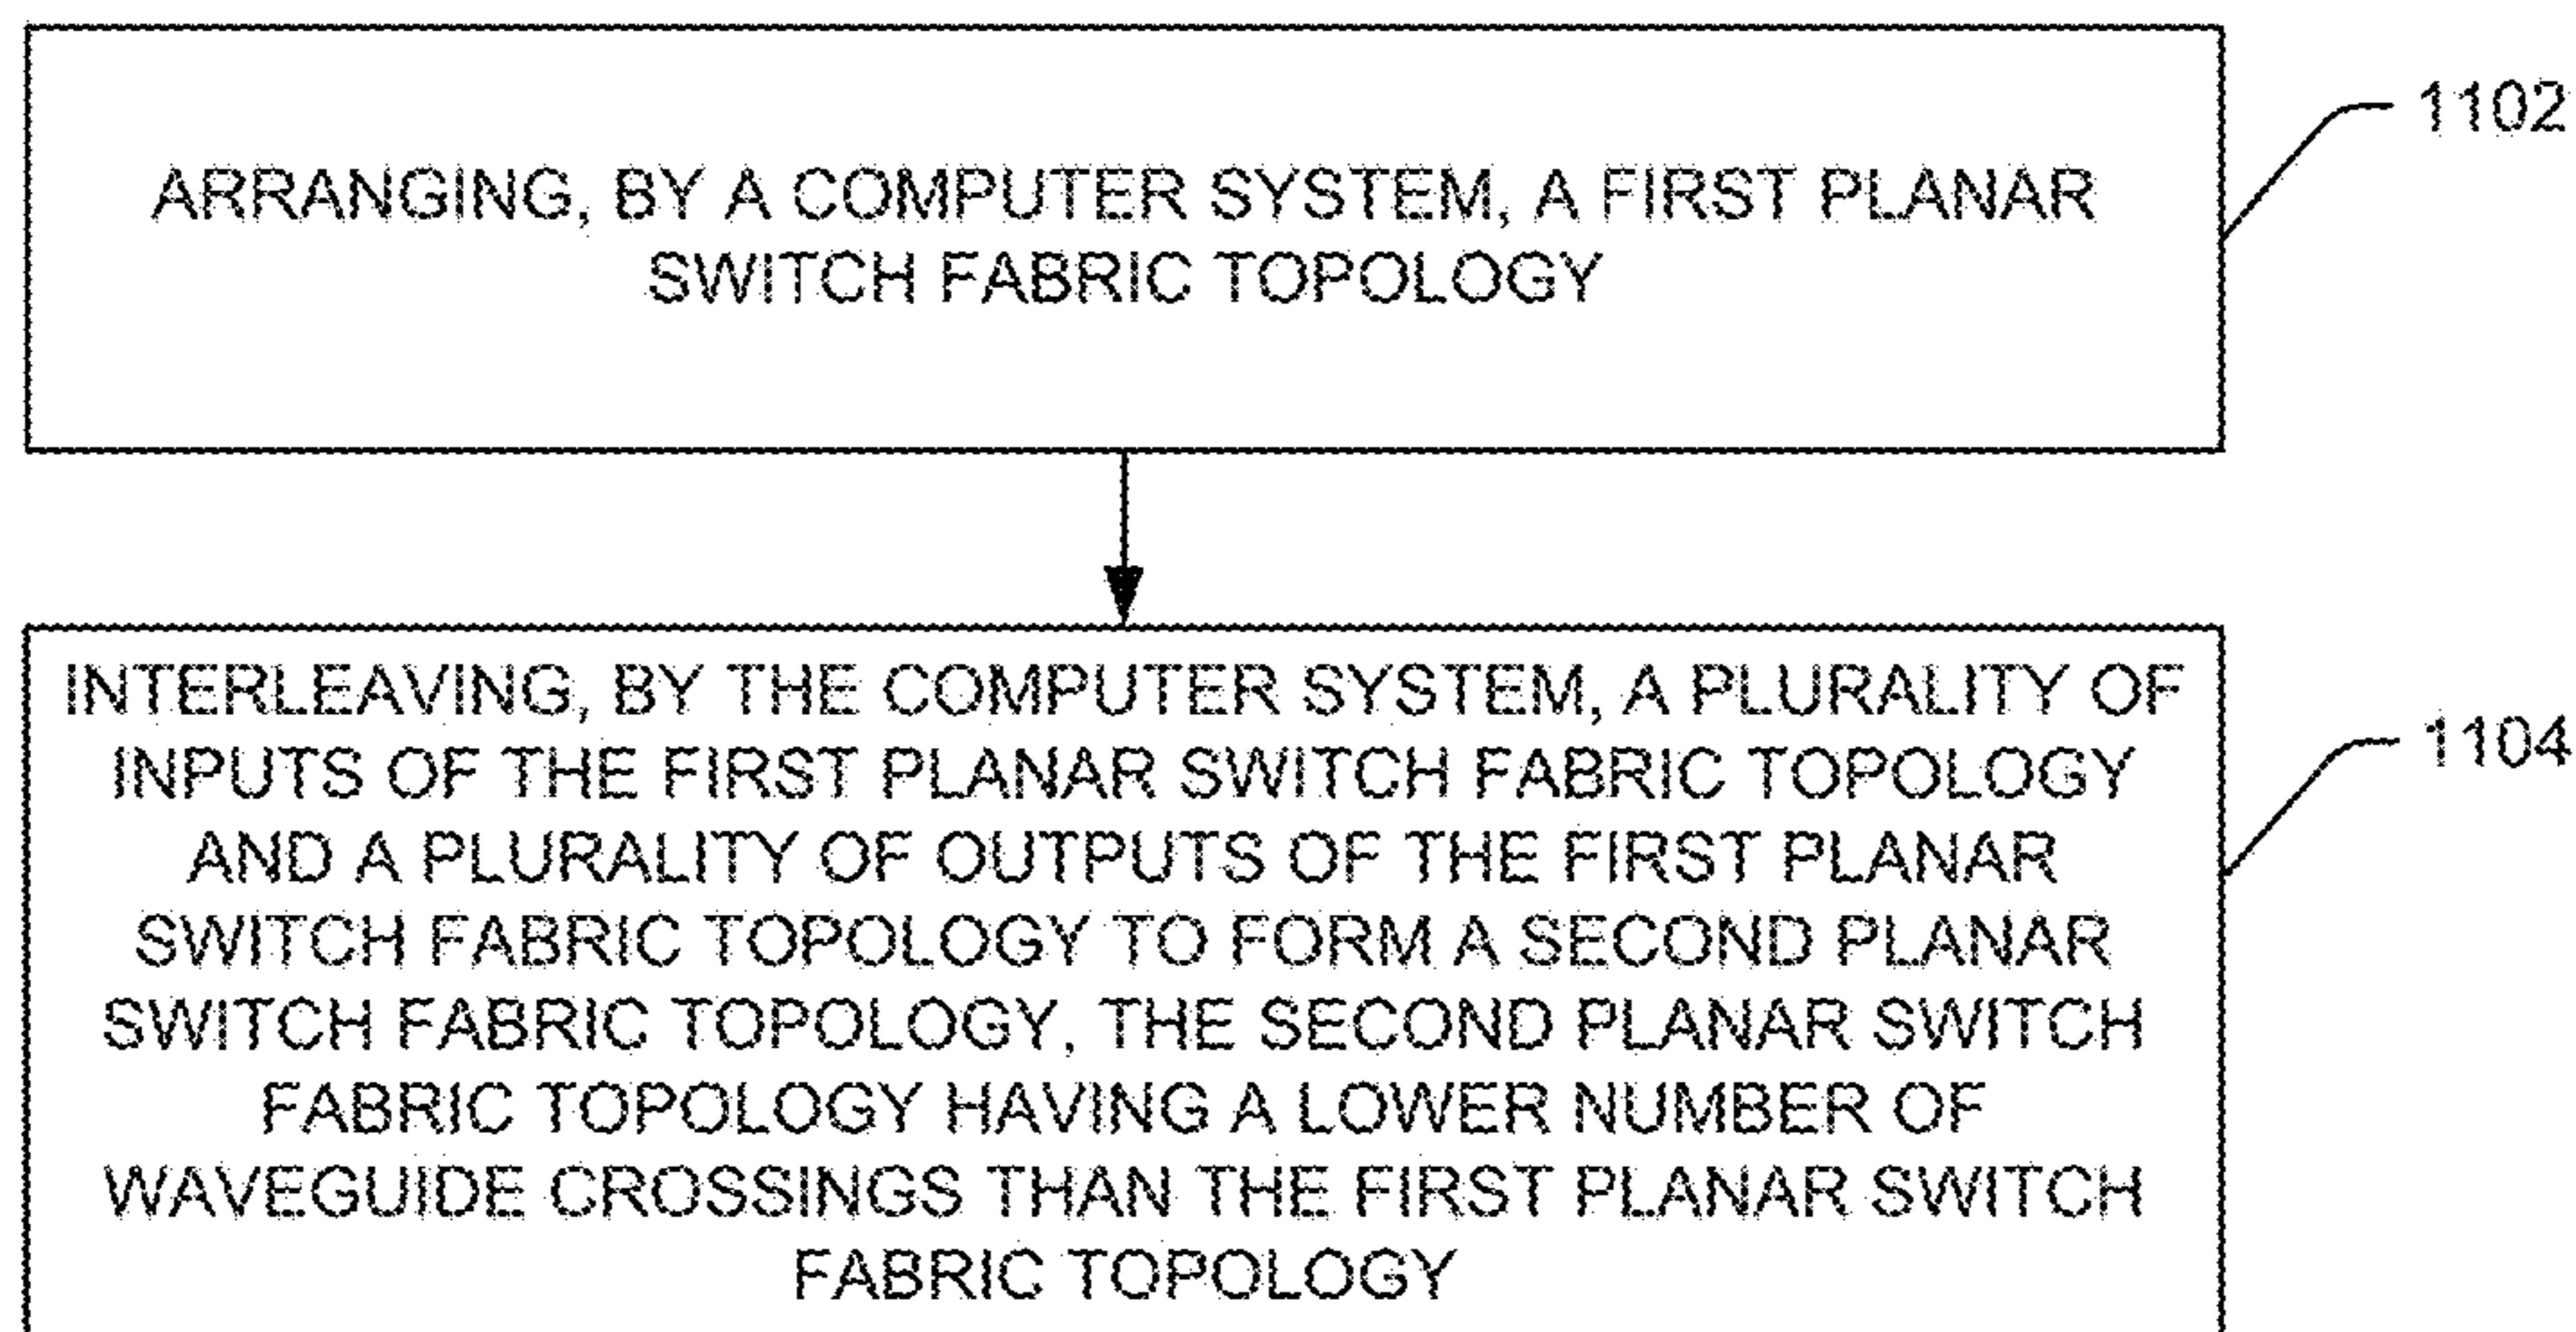 ARRANGING, BY A COMPUTER SYSTEM, A FIRST PLANAR
SWITCH FABRIC TOPOLOGY
1102
INTERLEAVING, BY THE COMPUTER SYSTEM, A PLURALITY OF
INPUTS OF THE FIRST PLANAR SWITCH FABRIC TOPOLOGY
AND A PLURALITY OF OUTPUTS OF THE FIRST PLANAR
SWITCH FABRIC TOPOLOGY TO FORM A SECOND PLANAR
SWITCH FABRIC TOPOLOGY, THE SECOND PLANAR SWITCH
FABRIC TOPOLOGY HAVING A LOWER NUMBER OF
WAVEGUIDE CROSSINGS THAN THE FIRST PLANAR SWITCH
FABRIC TOPOLOGY
1104